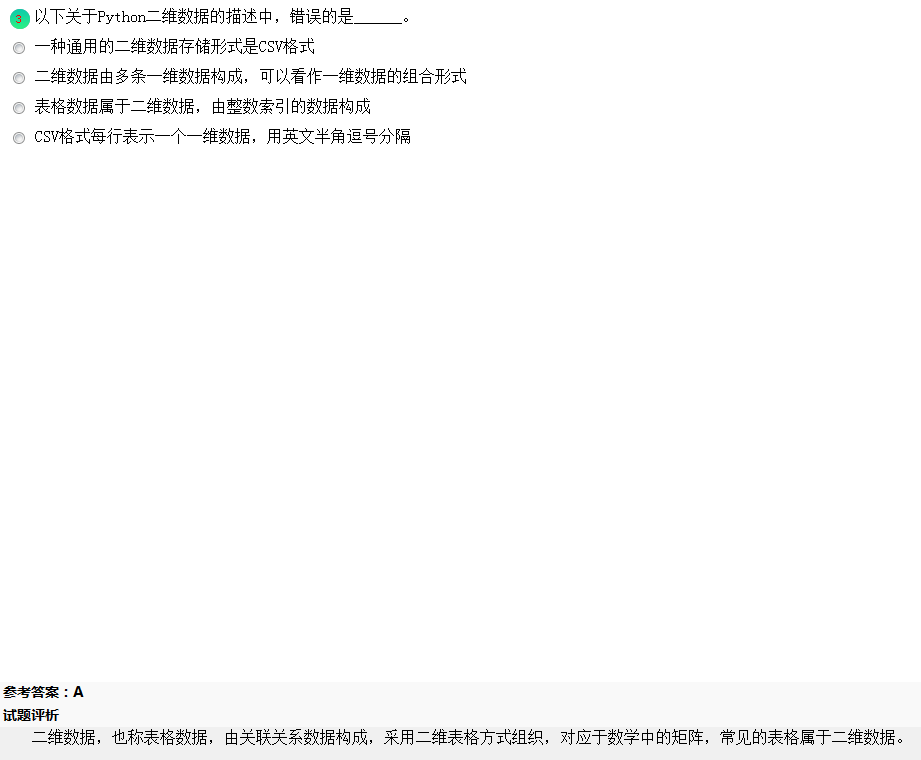 3 以下关于Python二维数据的描述中，错误的是______。
一种通用的二维数据存储形式是CSV格式
二维数据由多条一维数据构成，可以看作一维数据的组合形式
表格数据属于二维数据，由整数索引的数据构成
CSV格式每行表示一个一维数据，用英文半角逗号分隔
参考答案：A
试题评析
二维数据，也称表格数据，由关联关系数据构成，采用二维表格方式组织，对应于数学中的矩阵，常见的表格属于二维数据。